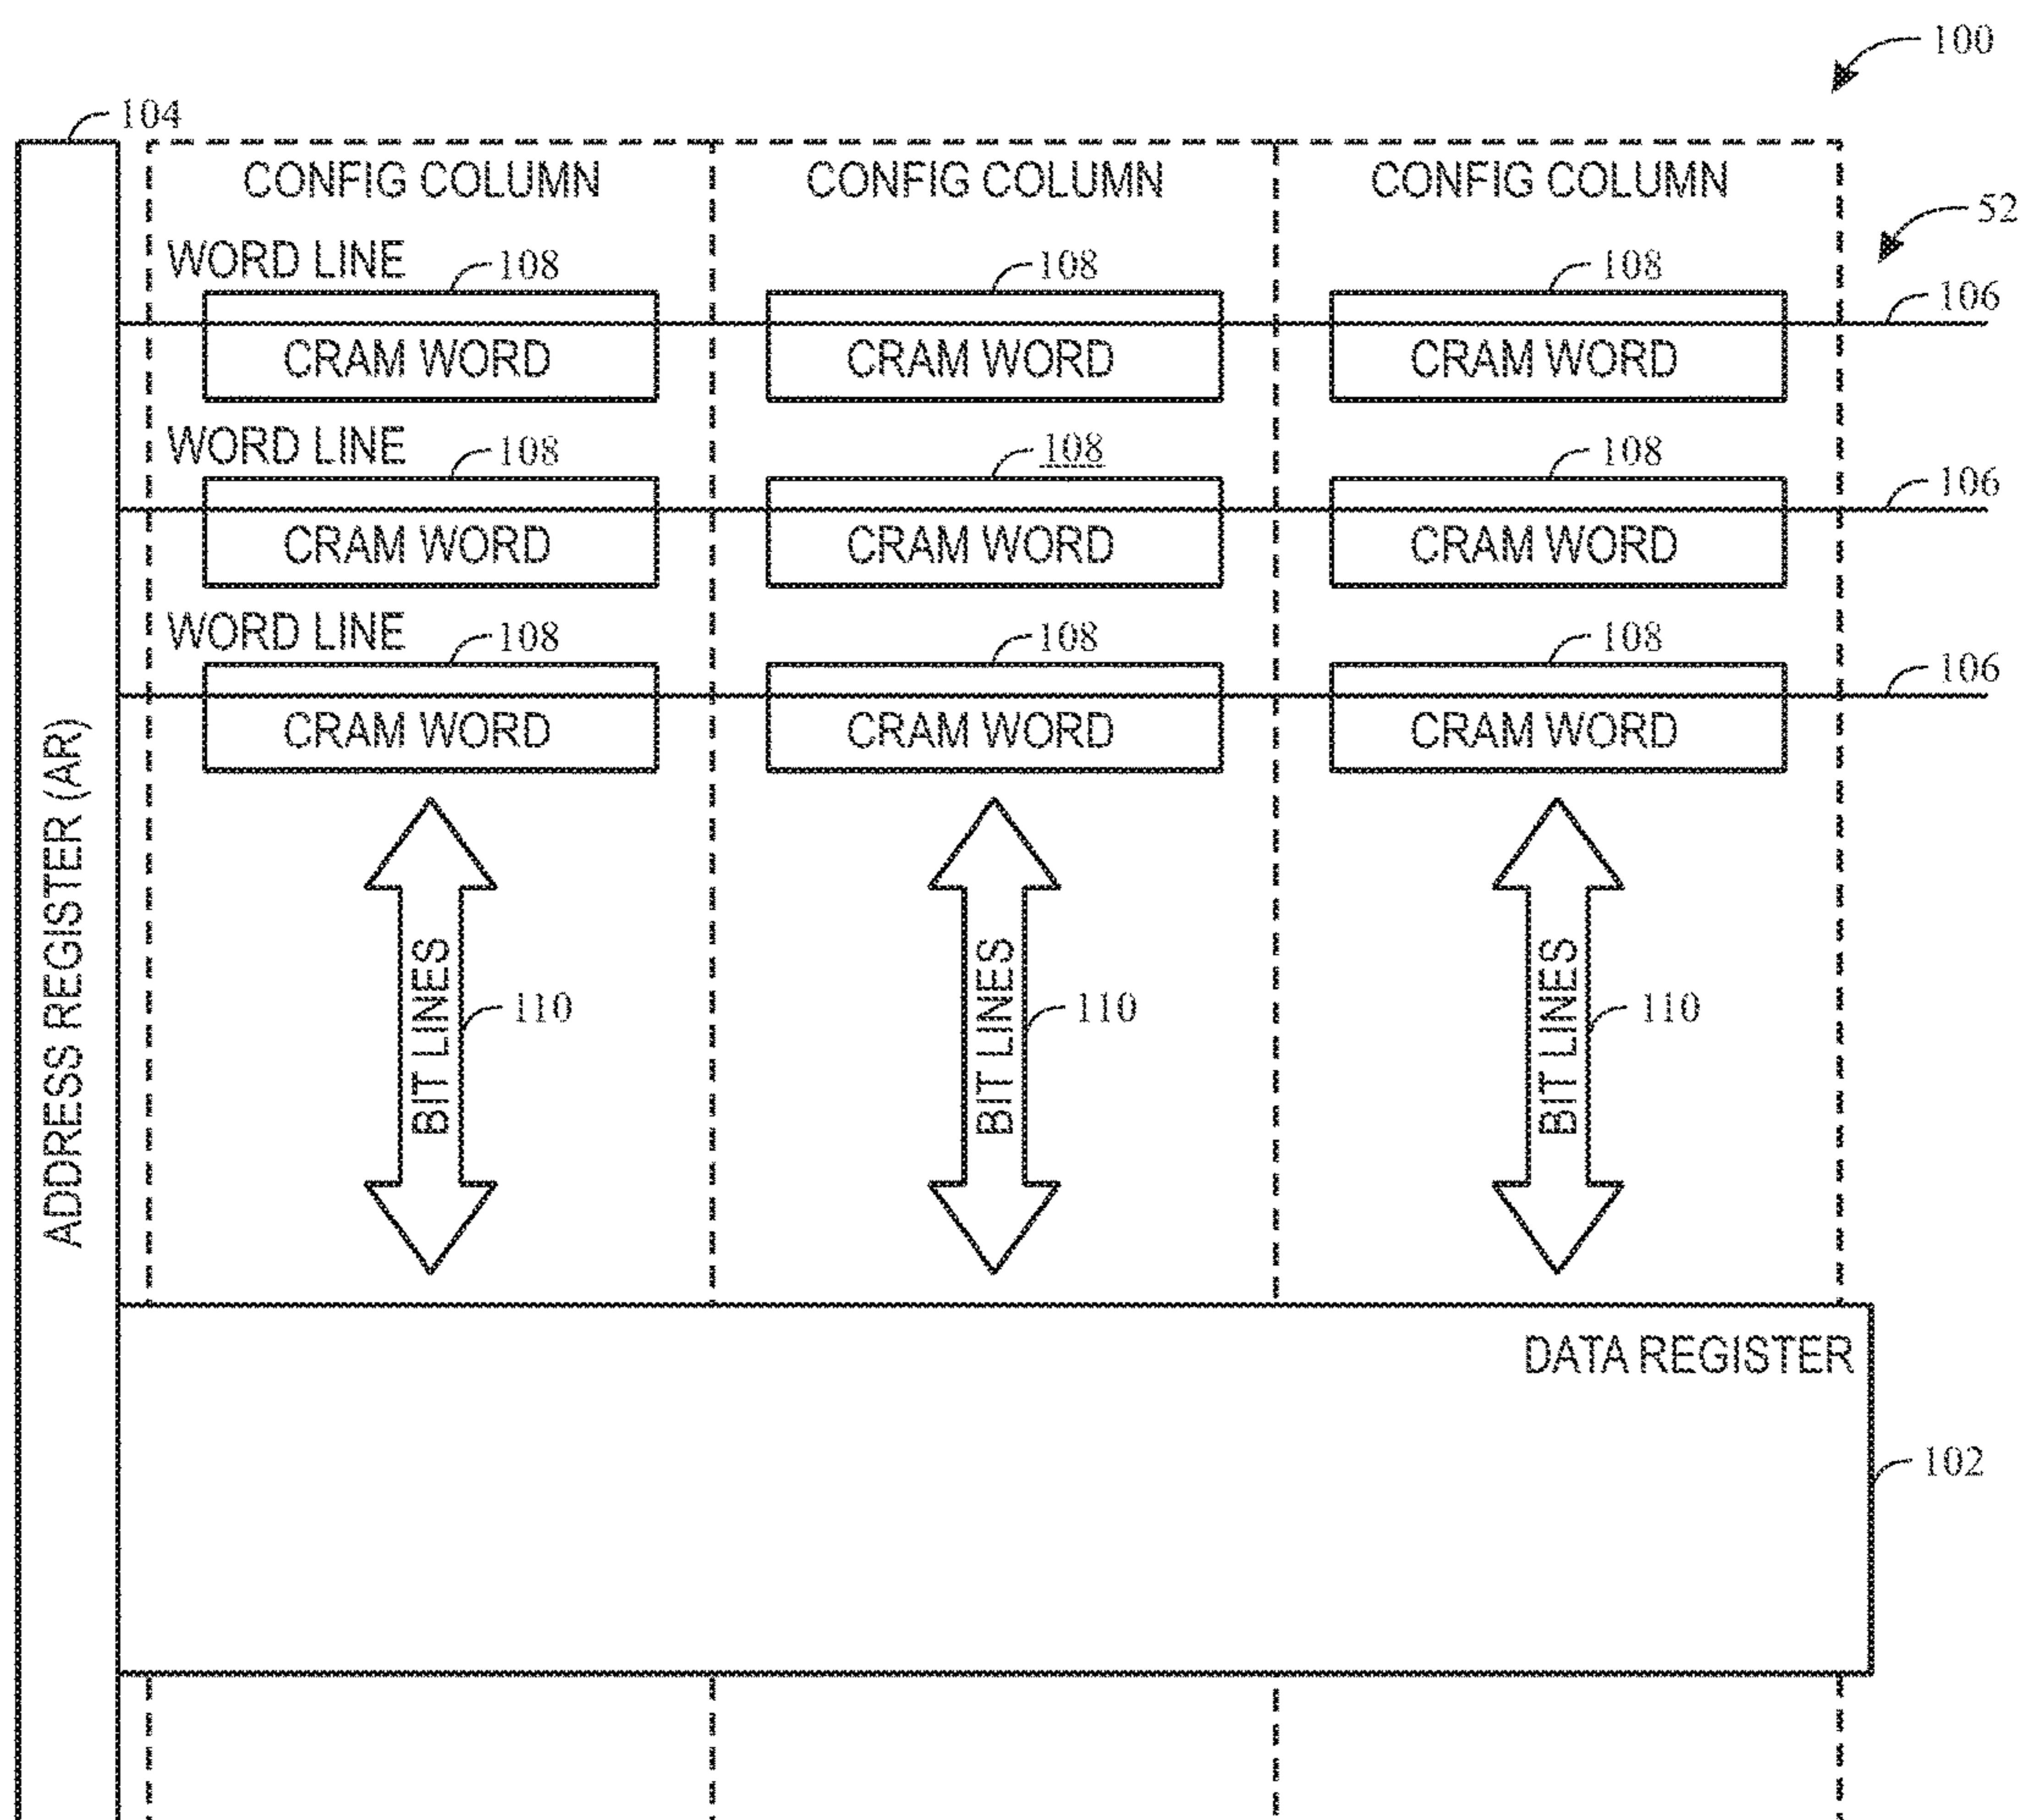 100
104
CONFIG COLUMN CONFIG COLUMN CONFIG COLUMN
52
WORD LINE
108 108 108
106
CRAM WORD CRAM WORD CRAM WORD
WORD LINE
108 108 108
106
CRAM WORD CRAM WORD CRAM WORD
WORD LINE
108 108 108
106
CRAM WORD CRAM WORD CRAM WORD
ADDRESS REGISTER (AR)
BIT LINES 110 BIT LINES 110 BIT LINES 110
DATA REGISTER
102